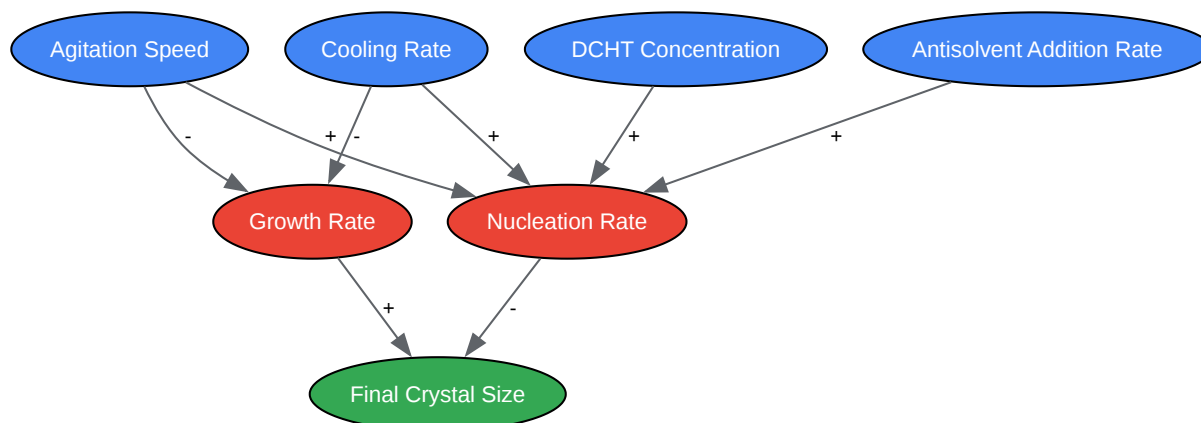 Agitation Speed
Cooling Rate
DCHT Concentration
Antisolvent Addition Rate
-
+
-
+
+
+
Growth Rate
Nucleation Rate
+
-
Final Crystal Size